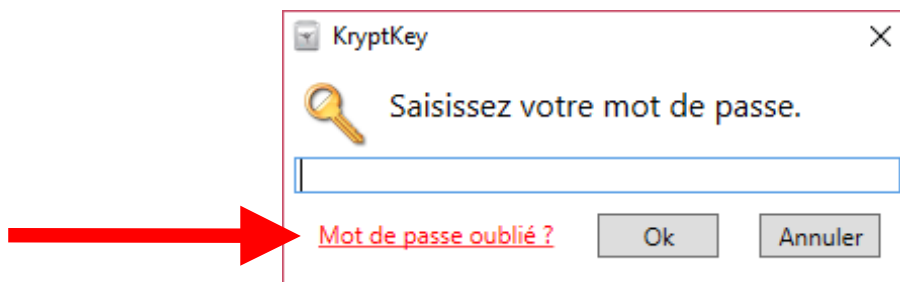 KryptKey
Saisissez votre mot de passe.
Mot de passe oublié ? Ok Annuler